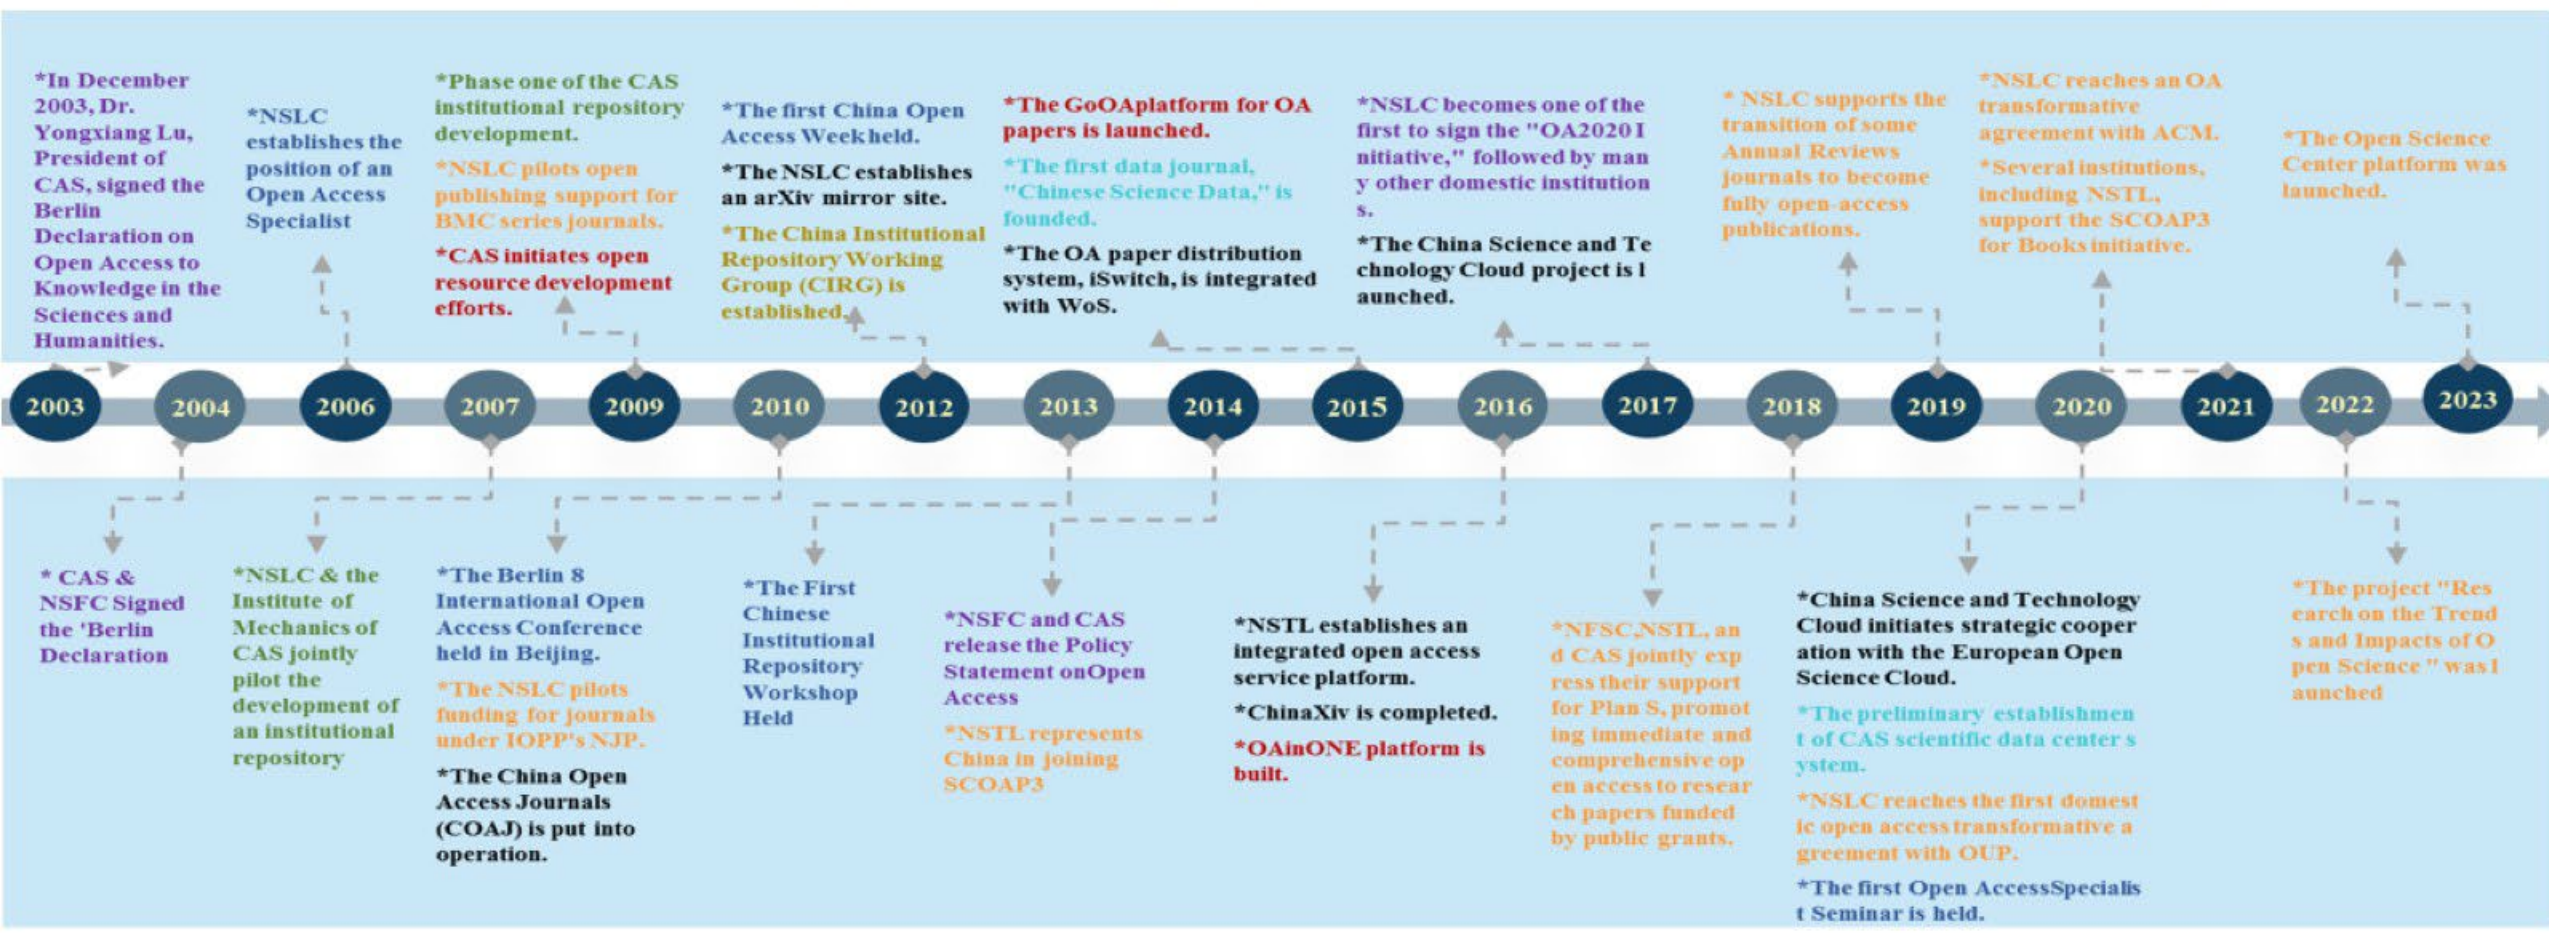 *In December
2003, Dr.
Yongxiang Lu,
President of
CAS, signed the
Berlin
Declaration on
Open Access to
Knowledge in the
Sciences and
Humanities.
*NSLC
establishes the
position of an
Open Access
Specialist
*Phase one of the CAS
institutional repository
development.
*NSLC pilots open
publishing support for
BMC series journals.
*CAS initiates open
resource development
efforts.
*The first China Open
Access Week held.
*The NSLC establishes
an arXiv mirror site.
*The China Institutional
Repository Working
Group (CIRG) is
established.
*The GoOAplatform for OA
papers is launched.
*The first data journal,
"Chinese Science Data," is
founded.
*The OA paper distribution
system, iSwitch, is integrated
with WoS.
*NSLC becomes one of the
first to sign the "OA2020 I
nitiative," followed by man
y other domestic institution
s.
*The China Science and Te
chnology Cloud project is l
aunched.
* NSLC supports the
transition of some
Annual Reviews
journals to become
fully open-access
publications.
*NSLC reaches an OA
transformative
agreement with ACM.
*Several institutions,
including NSTL,
support the SCOAP3
for Books initiative.
*The Open Science
Center platform was
launched.
2003
2004
2006
2007
2009
2010
2012
2013
2014
2015
2016
2017
2018
2019
2020
2021
2022
2023
* CAS &
NSFC Signed
the 'Berlin
Declaration
*NSLC & the
Institute of
Mechanics of
CAS jointly
pilot the
development of
an institutional
repository
*The Berlin 8
International Open
Access Conference
held in Beijing.
*The NSLC pilots
funding for journals
under IOPP's NJP.
*The China Open
Access Journals
(COAJ) is put into
operation.
*The First
Chinese
Institutional
Repository
Workshop
Held
*NSFC and CAS
release the Policy
Statement onOpen
Access
*NSTL represents
China in joining
SCOAP3
*NSTL establishes an
integrated open access
service platform.
*ChinaXiv is completed.
*OAinONE platform is
built.
*NFSC,NSTL, an
d CAS jointly exp
ress their support
for Plan S, promot
ing immediate and
comprehensive op
en access to resear
ch papers funded
by public grants.
*China Science and Technology
Cloud initiates strategic cooper
ation with the European Open
Science Cloud.
*The preliminary establishmen
t of CAS scientific data center s
ystem.
*NSLC reaches the first domest
ic open access transformative a
greement with OUP.
*The first Open AccessSpecialis
t Seminar is held.
*The project "Res
earch on the Trend
s and Impacts of O
pen Science " was l
aunched